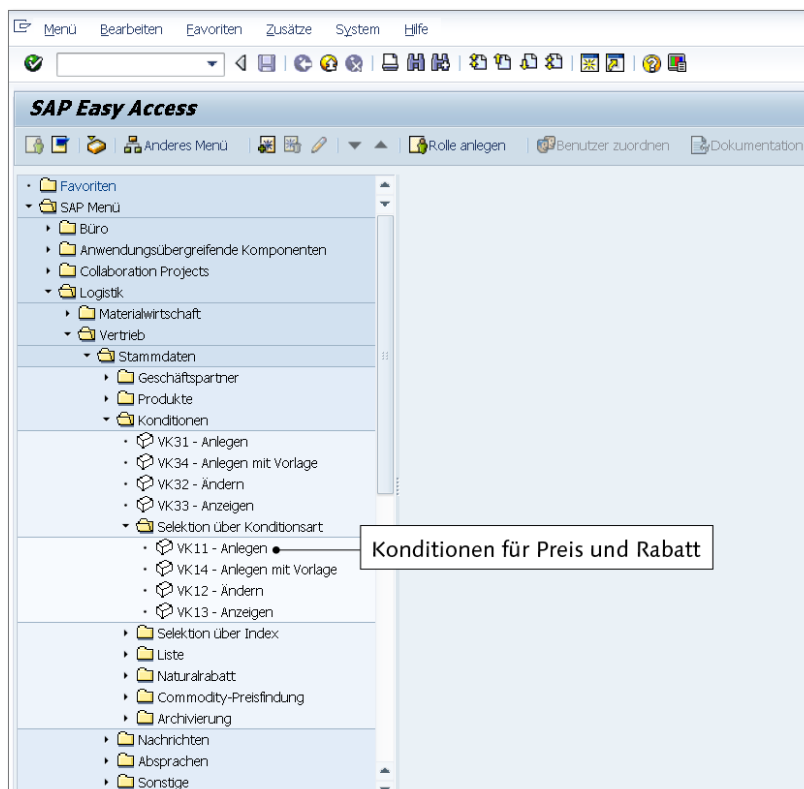 Menü Bearbeiten Favoriten Zusätze System Hilfe
SAP Easy Access
Anderes Menü Rolle anlegen Benutzer zuordnen Dokumentation
Favoriten
SAP Menü
Büro
Anwendungsübergreifende Komponenten
Collaboration Projects
Logistik
Materialwirtschaft
Vertrieb
Stammdaten
Geschäftspartner
Produkte
Konditionen
VK31 - Anlegen
VK34 - Anlegen mit Vorlage
VK32 - Ändern
VK33 - Anzeigen
Selektion über Konditionsart
VK11 - Anlegen Konditionen für Preis und Rabatt
VK14 - Anlegen mit Vorlage
VK12 - Ändern
VK13 - Anzeigen
Selektion über Index
Liste
Naturalrabatt
Commodity-Preisfindung
Archivierung
Nachrichten
Absprachen
Sonstige